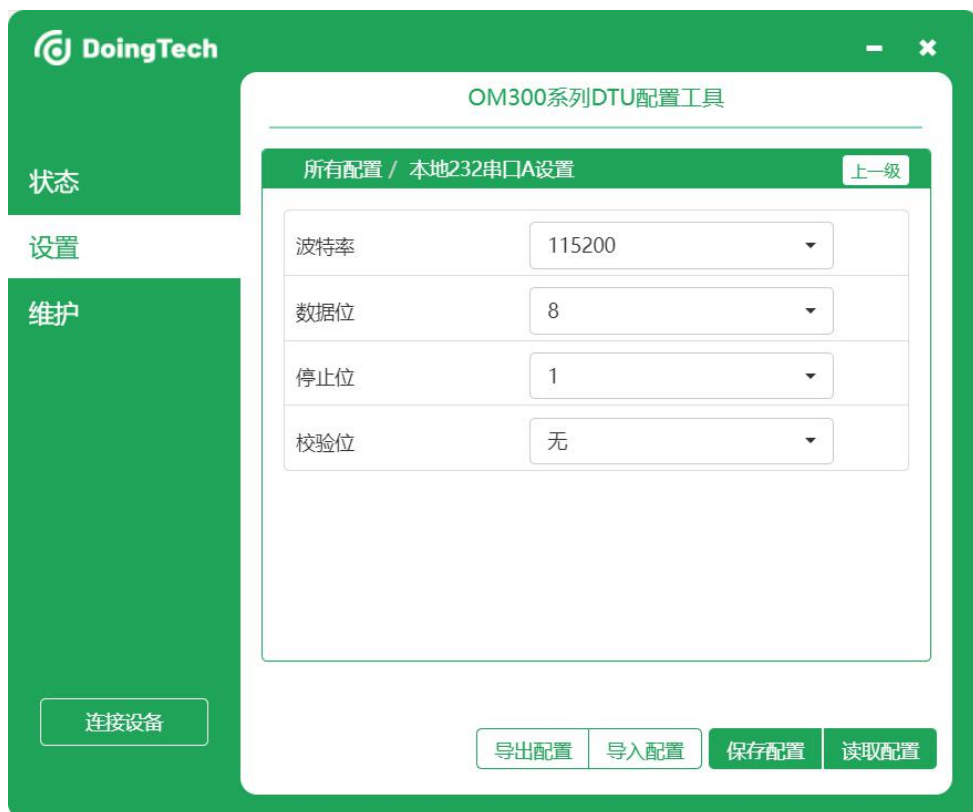 DoingTech
OM300系列DTU配置工具
状态
设置
维护
所有配置 / 本地232串口A设置
上一级
波特率 115200
数据位 8
停止位 1
校验位 无
连接设备
导出配置 导入配置 保存配置 读取配置